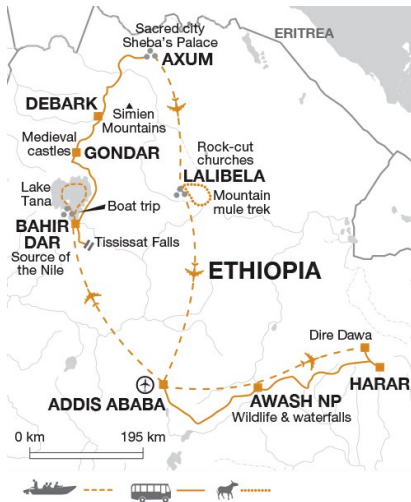 Sacred city
Sheba's Palace
AXUM
ERITREA
DEBARK
Simien
Mountains
Medieval
castles
GONDAR
Rock-cut
churches
LALIBELA
Mountain
mule trek
Lake
Tana
Boat trip
BAHIR
DAR
Tississat Falls
Source of
the Nile
ETHIOPIA
Dire Dawa
HARAR
ADDIS ABABA
AWASH NP
Wildlife & waterfalls
0 km
195 km